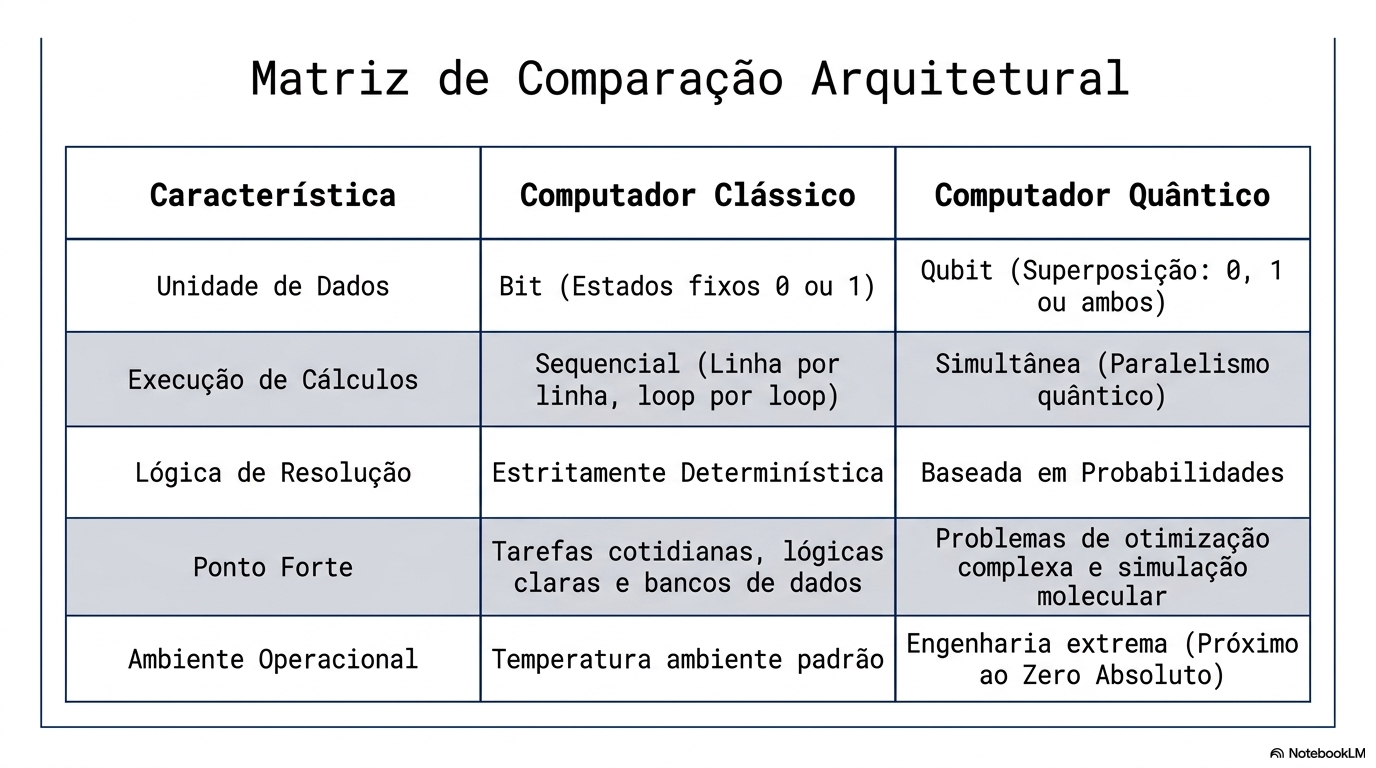 Matriz de Comparação Arquitetural
Característica
Computador Clássico
Computador Quântico
Unidade de Dados
Bit (Estados fixos 0 ou 1)
Qubit (Superposição: 0, 1
ou ambos)
Execução de Cálculos
Sequencial (Linha por
linha, loop por loop)
Simultânea (Paralelismo
quântico)
Lógica de Resolução
Estritamente Determinística
Baseada em Probabilidades
Ponto Forte
Tarefas cotidianas, lógicas
claras e bancos de dados
Problemas de otimização
complexa e simulação
molecular
Ambiente Operacional
Temperatura ambiente padrão
Engenharia extrema (Próximo
ao Zero Absoluto)
NotebookLM